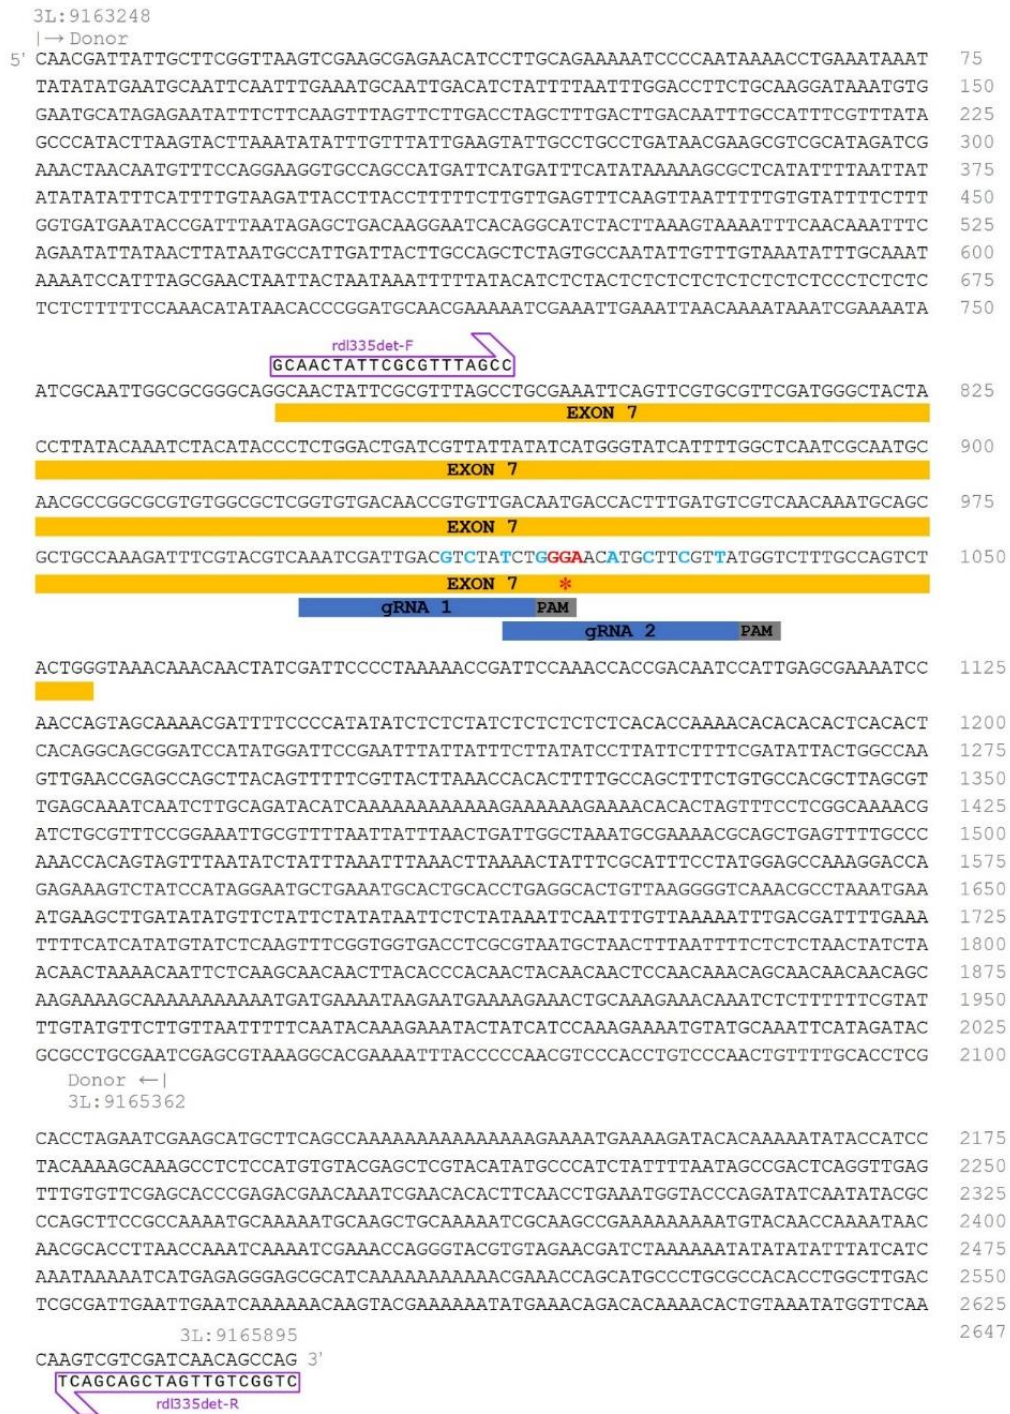 3L:9163248
|→ Donor
5' CAACGATTATTGCTTCGGTTAAGTCGAAGCGAGAACATCCTTGCAGAAAAATCCCCAATAAAACCTGAAATAAAT 75
TATATATGAATGCAATTCAATTTGAAATGCAATTGACATCTATTTTAATTTGGACCTTCTGCAAGGATAAATGTG 150
GAATGCATAGAGAATATTTCTTCAAGTTTAGTTCTTGACCTAGCTTTGACTTGACAATTTGCCATTTCGTTTATA 225
GCCCATACTTAAGTACTTAAATATATTTGTTTATTGAAGTATTGCCTGCCTGATAACGAAGCGTCGCATAGATCG 300
AAACTAACAATGTTTCCAGGAAGGTGCCAGCCATGATTCATGATTTCATATAAAAAGCGCTCATATTTTAATTAT 375
ATATATATTTCATTTTGTAAGATTACCTTACCTTTTTCTTGTTGAGTTTCAAGTTAATTTTTGTGTATTTTCTTT 450
GGTGATGAATACCGATTTAATAGAGCTGACAAGGAATCACAGGCATCTACTTAAAGTAAAATTTCAACAAATTTC 525
AGAATATTATAACTTATAATGCCATTGATTACTTGCCAGCTCTAGTGCCAATATTGTTTGTAAATATTTGCAAAT 600
AAAATCCATTTAGCGAACTAATTACTAATAAATTTTTATACATCTCTACTCTCTCTCTCTCTCTCTCCCTCTCTC 675
TCTCTTTTTCCAAACATATAACACCCGGATGCAACGAAAAATCGAAATTGAAATTAACAAAATAAATCGAAAATA 750
rdl335det-F
GCAACTATTCGCGTTTAGCC
ATCGCAATTGGCGCGGGCAGGCAACTATTCGCGTTTAGCCTGCGAAATTCAGTTCGTGCGTTCGATGGGCTACTA 825
EXON 7
CCTTATACAAATCTACATACCCTCTGGACTGATCGTTATTATATCATGGGTATCATTTTGGCTCAATCGCAATGC 900
EXON 7
AACGCCGGCGCGTGTGGCGCTCGGTGTGACAACCGTGTTGACAATGACCACTTTGATGTCGTCAACAAATGCAGC 975
EXON 7
GCTGCCAAAGATTTCGTACGTCAAATCGATTGACGTCTATCTGGGGAACATGCTTCGTTATGGTCTTTGCCAGTCT 1050
EXON 7 *
gRNA 1 PAM
gRNA 2 PAM
ACTGGGTAAACAAACAACTATCGATTCCCCTAAAAACCGATTCCAAACCACCGACAATCCATTGAGCGAAAATCC 1125
AACCAGTAGCAAAACGATTTTCCCCATATATCTCTCTATCTCTCTCTCTCACACCAAAACACACACACTCACACT 1200
CACAGGCAGCGGATCCATATGGATTCCGAATTTATTATTTCTTATATCCTTATTCTTTTCGATATTACTGGCCAA 1275
GTTGAACCGAGCCAGCTTACAGTTTTTCGTTACTTAAACCACACTTTTGCCAGCTTTCTGTGCCACGCTTAGCGT 1350
TGAGCAAATCAATCTTGCAGATACATCAAAAAAAAAAAAGAAAAAAGAAAACACACTAGTTTCCTCGGCAAAACG 1425
ATCTGCGTTTCCGGAAATTGCGTTTTAATTATTTAACTGATTGGCTAAATGCGAAAACGCAGCTGAGTTTTGCCC 1500
AAACCACAGTAGTTTAATATCTATTTAAATTTAAACTTAAAACTATTTCGCATTTCCTATGGAGCCAAAGGACCA 1575
GAGAAAGTCTATCCATAGGAATGCTGAAATGCACTGCACCTGAGGCACTGTTAAGGGGTCAAACGCCTAAATGAA 1650
ATGAAGCTTGATATATGTTCTATTCTATATAATTCTCTATAAATTCAATTTGTTAAAAATTTGACGATTTTGAAA 1725
TTTTCATCATATGTATCTCAAGTTTCGGTGGTGACCTCGCGTAATGCTAACTTTAATTTTCTCTCTAACTATCTA 1800
ACAACTAAAACAATTCTCAAGCAACAACTTACACCCACAACTACAACAACTCCAACAAACAGCAACAACAACAGC 1875
AAGAAAAGCAAAAAAAAAAATGATGAAAATAAGAATGAAAAGAAACTGCAAAGAAACAAATCTCTTTTTTCGTAT 1950
TTGTATGTTCTTGTTAATTTTTCAATACAAAGAAATACTATCATCCAAAGAAAATGTATGCAAATTCATAGATAC 2025
GCGCCTGCGAATCGAGCGTAAAGGCACGAAAATTTACCCCCAACGTCCCACCTGTCCCAACTGTTTTGCACCTCG 2100
Donor ←|
3L:9165362
CACCTAGAATCGAAGCATGCTTCAGCCAAAAAAAAAAAAAAAAGAAAATGAAAAGATACACAAAAATATACCATCC 2175
TACAAAAGCAAAGCCTCTCCATGTGTACGAGCTCGTACATATGCCCATCTATTTTAATAGCCGACTCAGGTTGAG 2250
TTTGTGTTCGAGCACCCGAGACGAACAAATCGAACACACTTCAACCTGAAATGGTACCCAGATATCAATATACGC 2325
CCAGCTTCCGCCAAAATGCAAAAATGCAAGCTGCAAAAATCGCAAGCCGAAAAAAAAATGTACAACCAAAATAAC 2400
AACGCACCTTAACCAAATCAAAATCGAAACCAGGGTACGTGTAGAACGATCTAAAAAATATATATATTTATCATC 2475
AAATAAAAATCATGAGAGGGAGCGCATCAAAAAAAAAAACGAAACCAGCATGCCCTGCGCCACACCTGGCTTGAC 2550
TCGCGATTGAATTGAATCAAAAAACAAGTACGAAAAAATATGAAACAGACACAAAACACTGTAAATATGGTTCAA 2625
3L:9165895 2647
CAAGTCGTCGATCAACAGCCAG 3'
TCAGCAGCTAGTTGTCGGTC
rdl335det-R